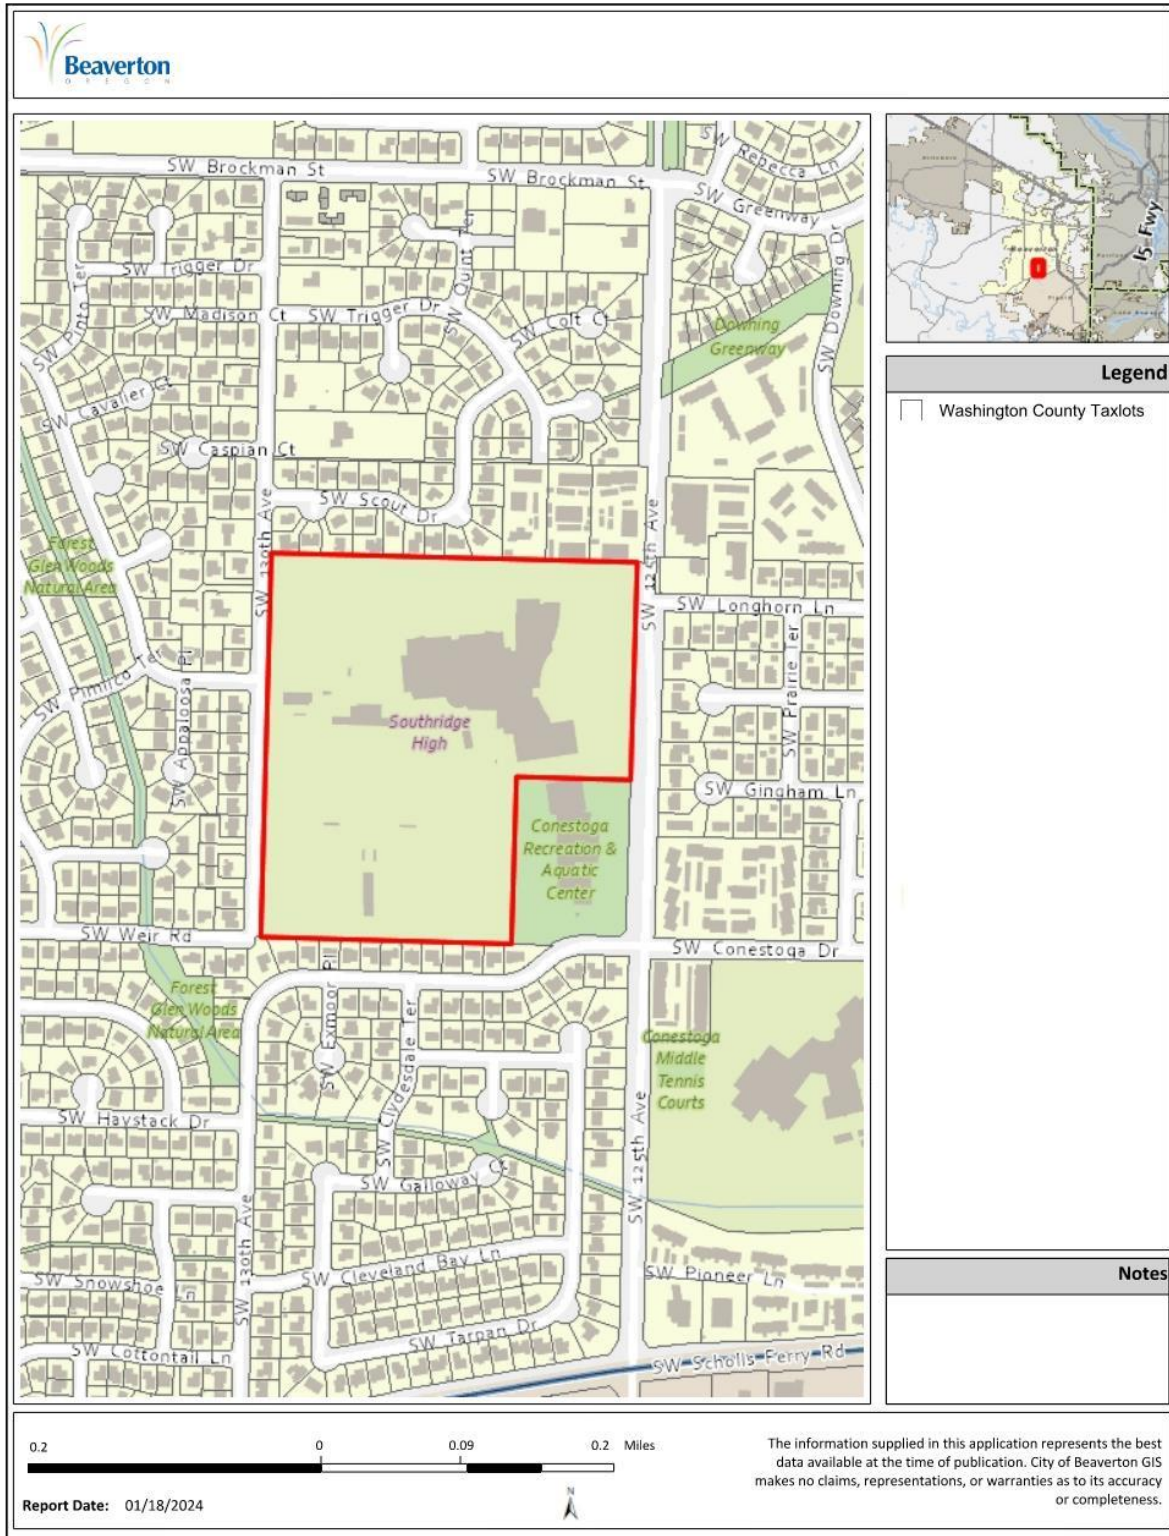 Beaverton
OREGON
SW Brockman St
SW Brockman St
SW Rebecca Ln
SW Greenway
SW Downing Dr
SW Pinto Ter
SW Trigger Dr
SW Quint Ter
SW Madison Ct
SW Trigger Dr
SW Colt Ct
Downing
Greenway
SW Cavalier Ct
SW Caspian Ct
SW Scout Dr
SW 130th Ave
SW 125th Ave
Forest
Glen Woods
Natural Area
SW Longhorn Ln
SW Prairie Ter
SW Pimlico Ter
SW Appaloosa Pl
Southridge
High
SW Gingham Ln
Conestoga
Recreation &
Aquatic
Center
SW Weir Rd
SW Conestoga Dr
Forest
Glen Woods
Natural Area
SW Exmoor Pl
SW Clydesdale Ter
Conestoga
Middle
Tennis
Courts
SW Haystack Dr
SW 125th Ave
SW Galloway Ct
SW 130th Ave
SW Cleveland Bay Ln
SW Snowshoe Ln
SW Pioneer Ln
SW Tarpan Dr
SW Cottontail Ln
SW Scholls Ferry Rd
Beaverton
I5 Fwy
Legend
Washington County Taxlots
Notes
0.2 0 0.09 0.2 Miles
Report Date: 01/18/2024
N
The information supplied in this application represents the best
data available at the time of publication. City of Beaverton GIS
makes no claims, representations, or warranties as to its accuracy
or completeness.